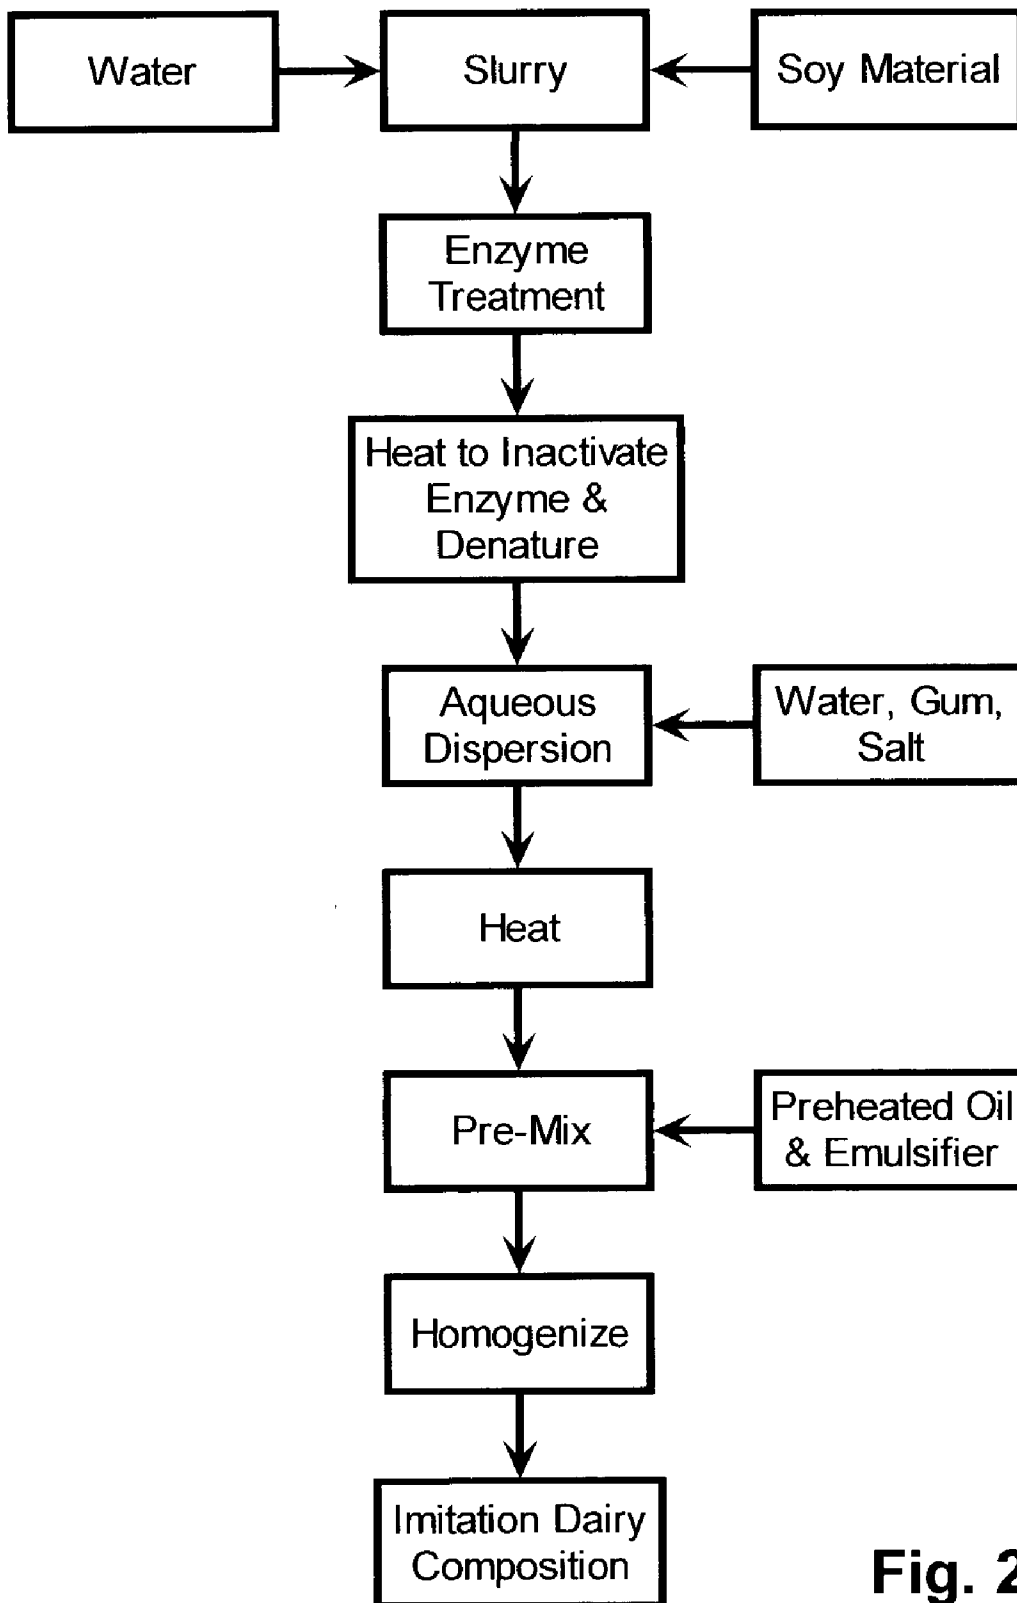 Water
Slurry
Soy Material
Enzyme
Treatment
Heat to Inactivate
Enzyme &
Denature
Aqueous
Dispersion
Water, Gum,
Salt
Heat
Pre-Mix
Preheated Oil
& Emulsifier
Homogenize
Imitation Dairy
Composition
Fig. 2